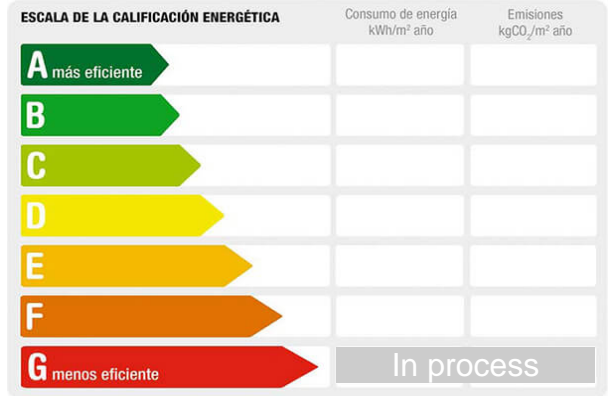 ESCALA DE LA CALIFICACIÓN ENERGÉTICA
Consumo de energía
kWh/m² año
Emisiones
kgCO₂/m² año
A más eficiente
B
C
D
E
F
G menos eficiente
In process